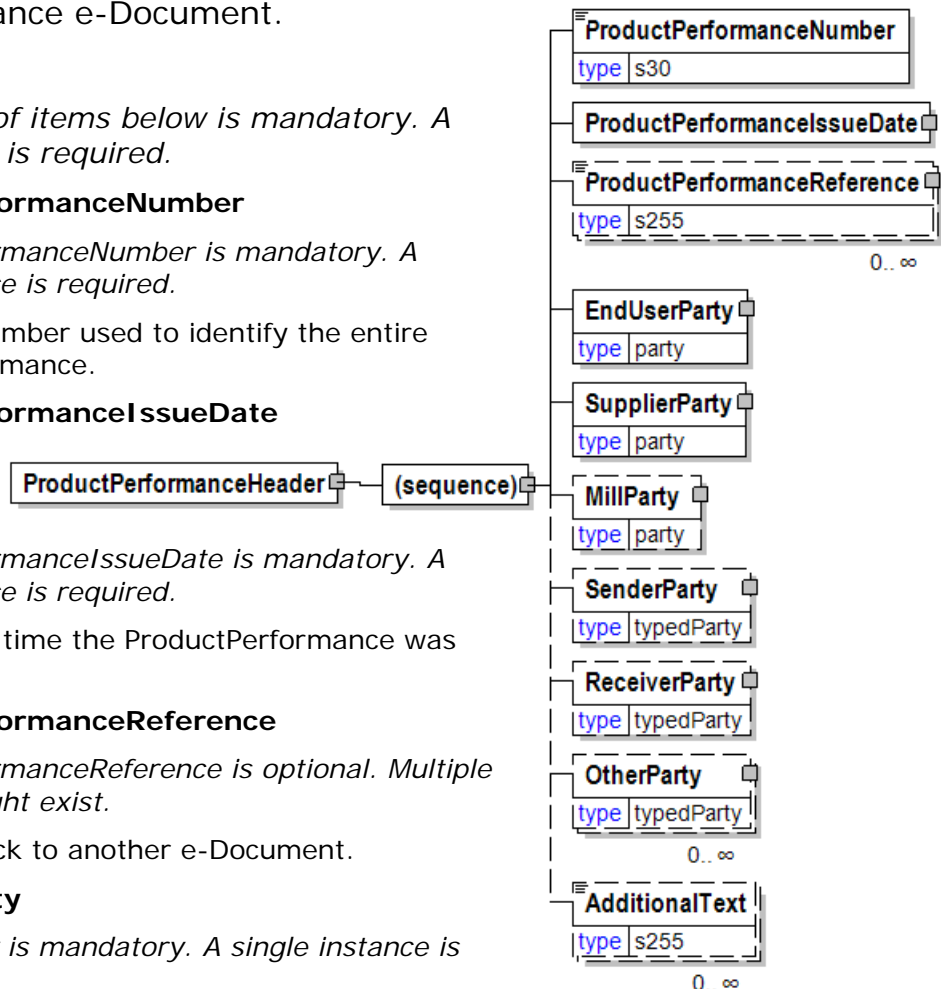 ance e-Document.
of items below is mandatory. A
is required.
ormanceNumber
rmanceNumber is mandatory. A
e is required.
mber used to identify the entire
mance.
ormanceIssueDate
rmanceIssueDate is mandatory. A
e is required.
time the ProductPerformance was
ormanceReference
rmanceReference is optional. Multiple
ght exist.
ck to another e-Document.
ty
is mandatory. A single instance is
ProductPerformanceHeader
(sequence)
ProductPerformanceNumber
type s30
ProductPerformanceIssueDate
ProductPerformanceReference
type s255
0.. ∞
EndUserParty
type party
SupplierParty
type party
MillParty
type party
SenderParty
type typedParty
ReceiverParty
type typedParty
OtherParty
type typedParty
0.. ∞
AdditionalText
type s255
0.. ∞